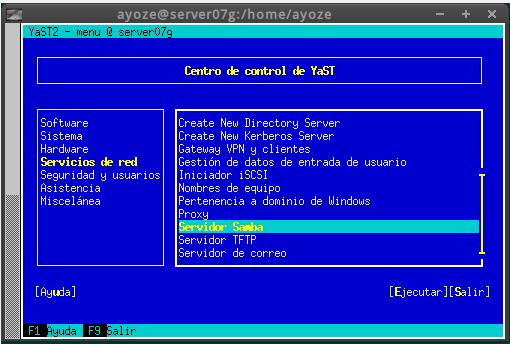 ayoze@server07g:/home/ayoze
YaST2 - menu @ server07g
Centro de control de YaST
Software
Sistema
Hardware
Servicios de red
Seguridad y usuarios
Asistencia
Miscelánea
Create New Directory Server
Create New Kerberos Server
Gateway VPN y clientes
Gestión de datos de entrada de usuario
Iniciador iSCSI
Nombres de equipo
Pertenencia a dominio de Windows
Proxy
Servidor Samba
Servidor TFTP
Servidor de correo
[Ayuda] [Ejecutar][Salir]
F1 Ayuda F9 Salir